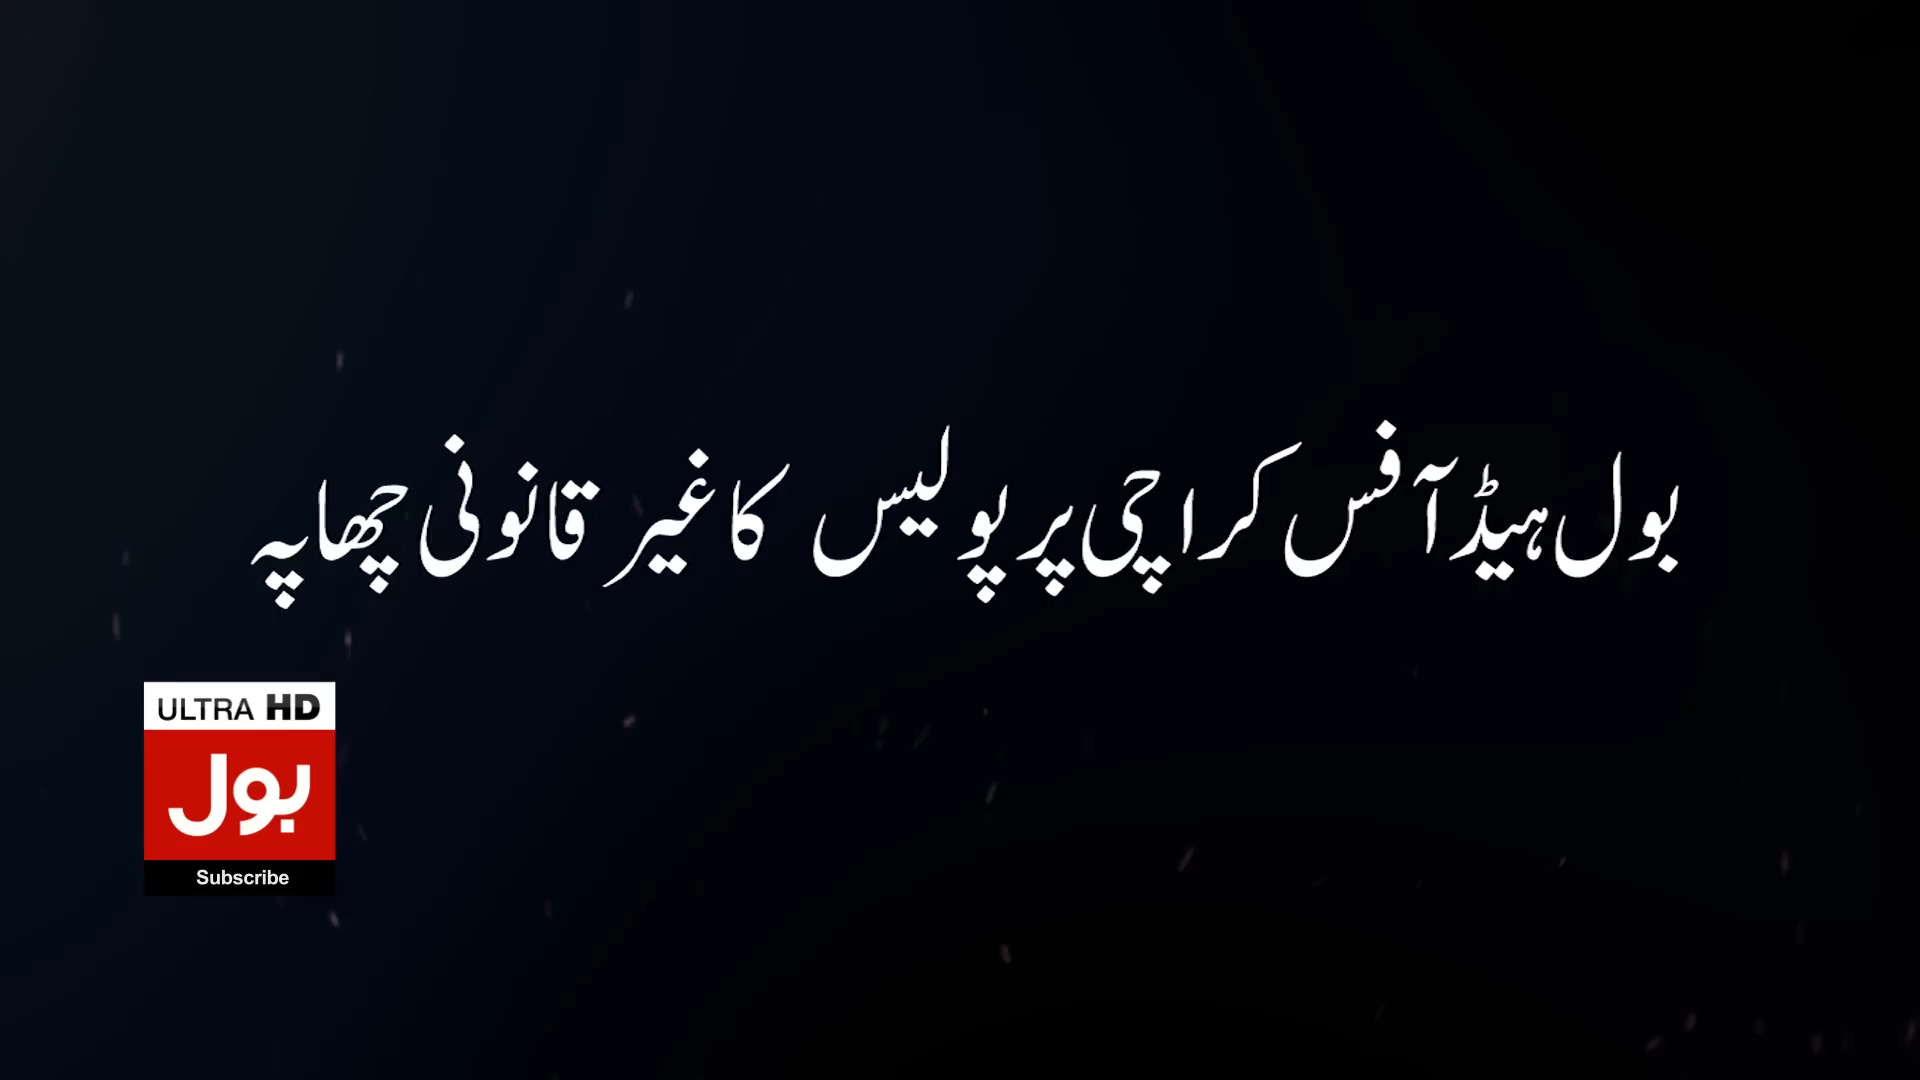 بول ہیڈ آفس کراچی پر پولیس کا غیر قانونی چھاپہ
ULTRA HD
بول
Subscribe